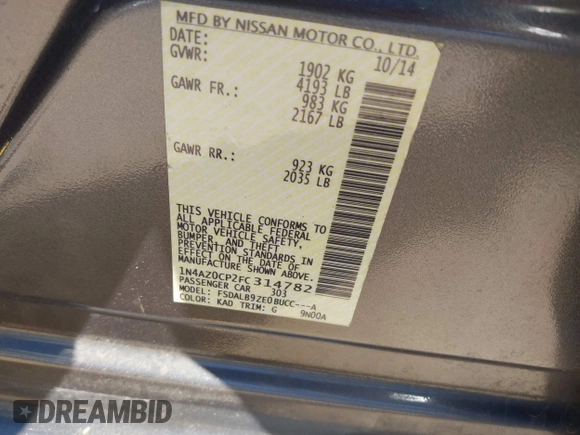 MFD BY NISSAN MOTOR CO., LTD.
DATE: 10/14
GVWR: 1902 KG
4193 LB
GAWR FR.: 983 KG
2167 LB
GAWR RR.: 923 KG
2035 LB
THIS VEHICLE CONFORMS TO
ALL APPLICABLE FEDERAL
MOTOR VEHICLE SAFETY,
BUMPER, AND THEFT
PREVENTION STANDARDS IN
EFFECT ON THE DATE OF
MANUFACTURE SHOWN ABOVE.
1N4AZ0CP2FC314782
PASSENGER CAR 303
MODEL: FSDALB9ZE0BUCC---A
COLOR: KAD TRIM: G 9N00A
DREAMBID